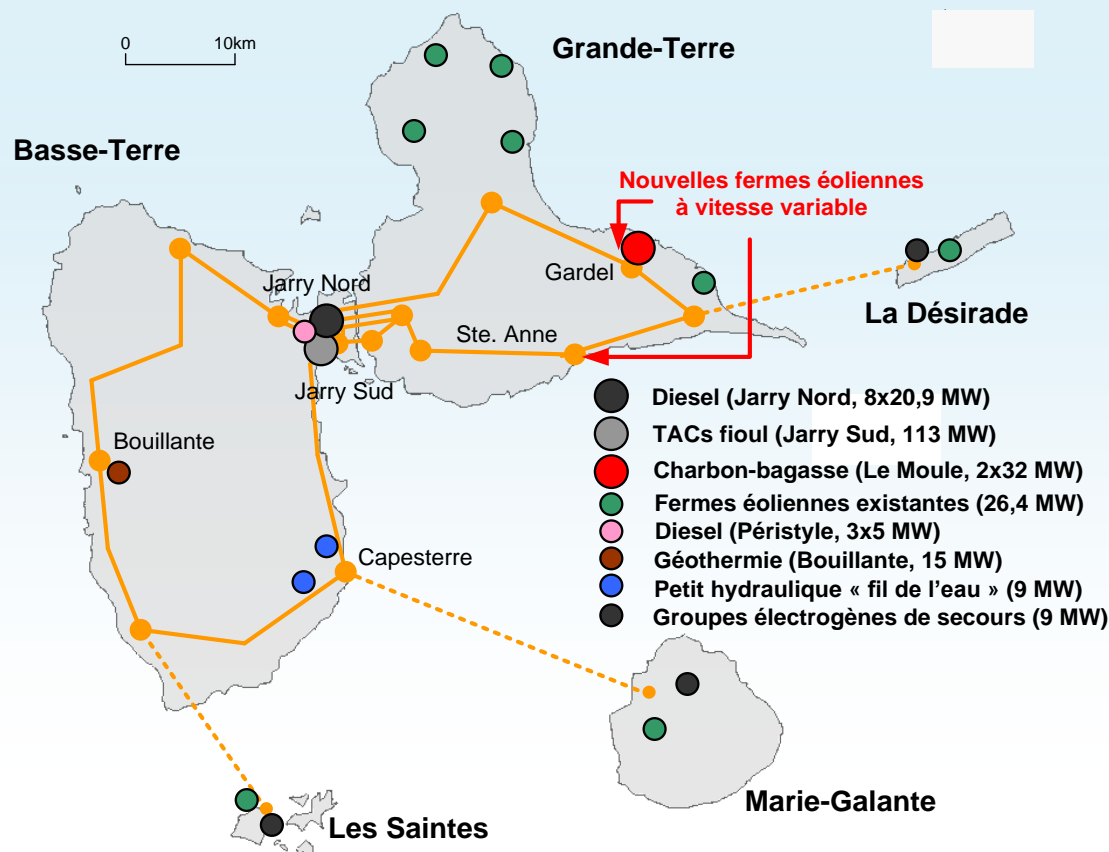 0 10km
Grande-Terre
Basse-Terre
Nouvelles fermes éoliennes
à vitesse variable
Gardel
Jarry Nord
La Désirade
Ste. Anne
Jarry Sud
Bouillante
Capesterre
Diesel (Jarry Nord, 8x20,9 MW)
TACs fioul (Jarry Sud, 113 MW)
Charbon-bagasse (Le Moule, 2x32 MW)
Fermes éoliennes existantes (26,4 MW)
Diesel (Péristyle, 3x5 MW)
Géothermie (Bouillante, 15 MW)
Petit hydraulique « fil de l’eau » (9 MW)
Groupes électrogènes de secours (9 MW)
Marie-Galante
Les Saintes